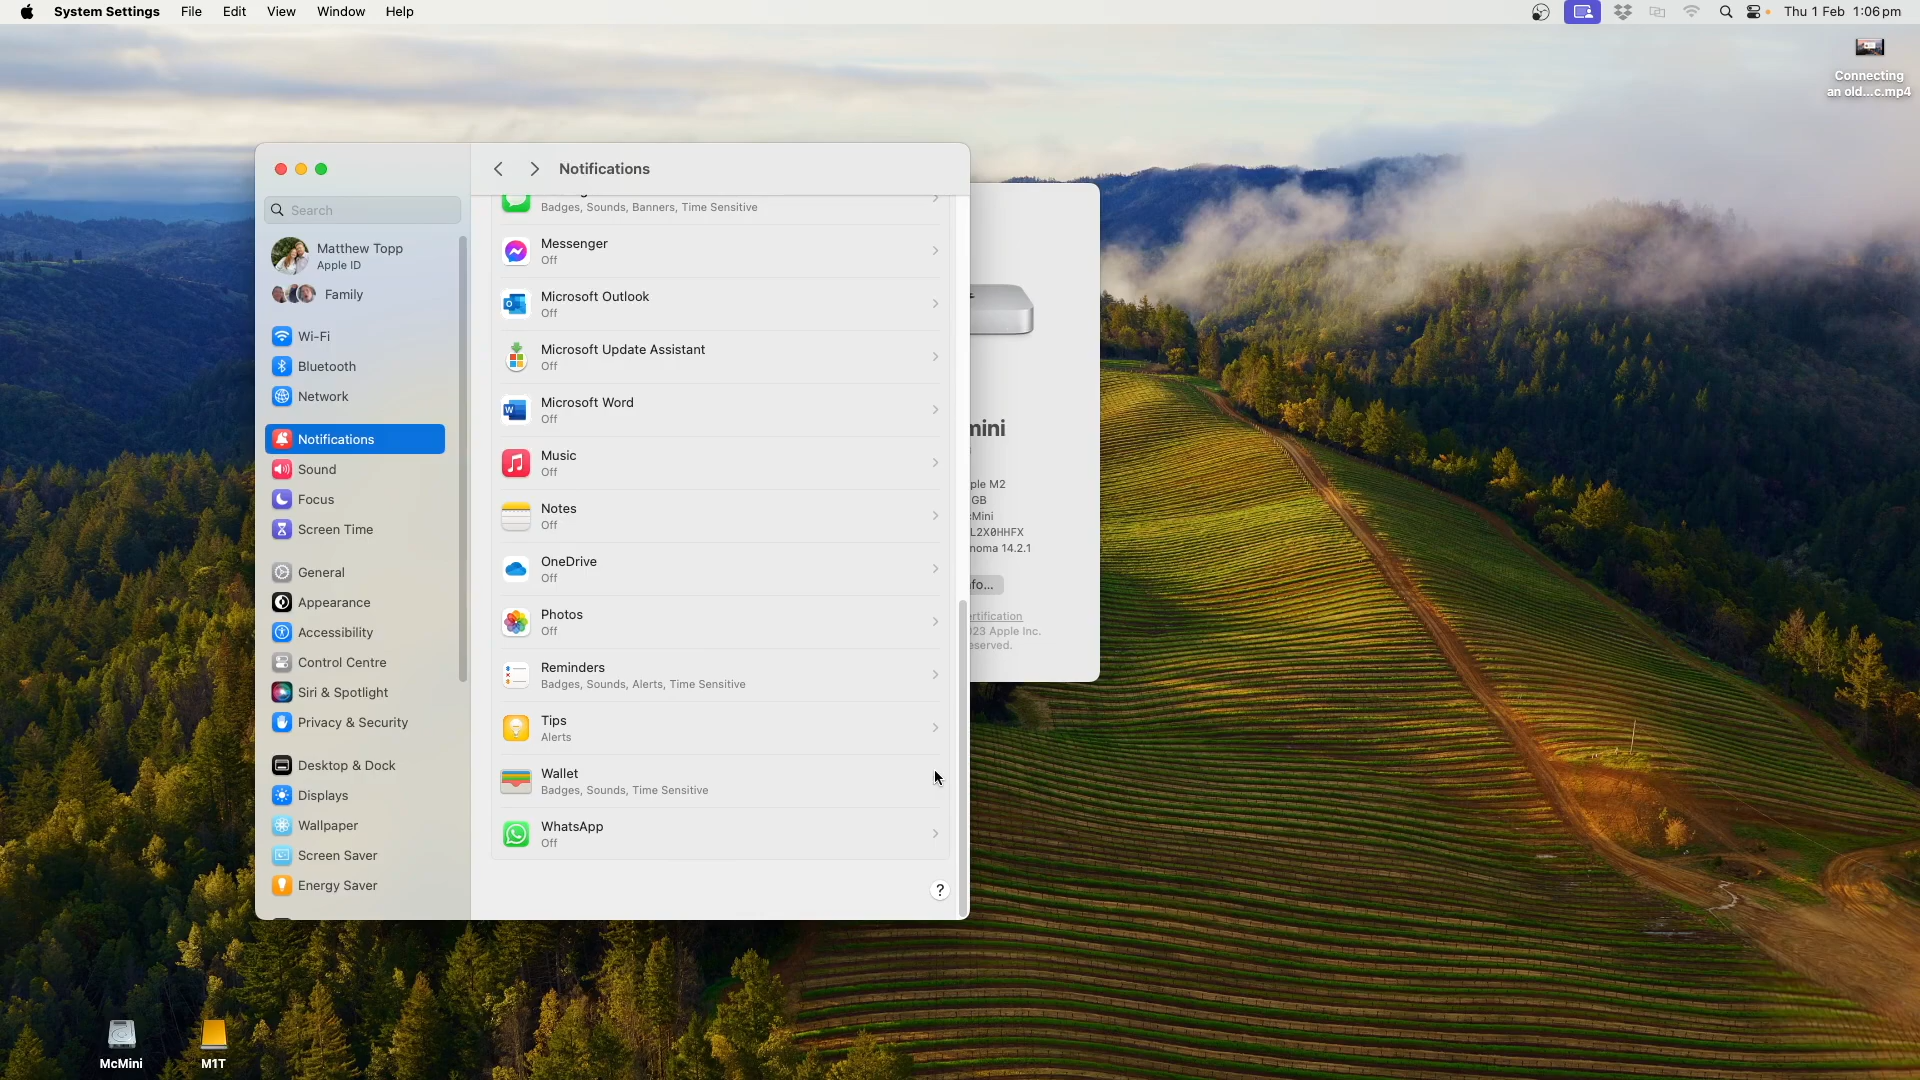 System Settings File Edit View Window Help
Thu 1 Feb 1:06 pm
Connecting
an old...c.mp4
Notifications
Search
Matthew Topp
Apple ID
Family
Wi-Fi
Bluetooth
Network
Notifications
Sound
Focus
Screen Time
General
Appearance
Accessibility
Control Centre
Siri & Spotlight
Privacy & Security
Desktop & Dock
Displays
Wallpaper
Screen Saver
Energy Saver
Badges, Sounds, Banners, Time Sensitive
Messenger
Off
Microsoft Outlook
Off
Microsoft Update Assistant
Off
Microsoft Word
Off
Music
Off
Notes
Off
OneDrive
Off
Photos
Off
Reminders
Badges, Sounds, Alerts, Time Sensitive
Tips
Alerts
Wallet
Badges, Sounds, Time Sensitive
WhatsApp
Off
?
mini
ple M2
GB
cMini
L2X0HHFX
noma 14.2.1
fo...
ertification
023 Apple Inc.
eserved.
McMini
M1T